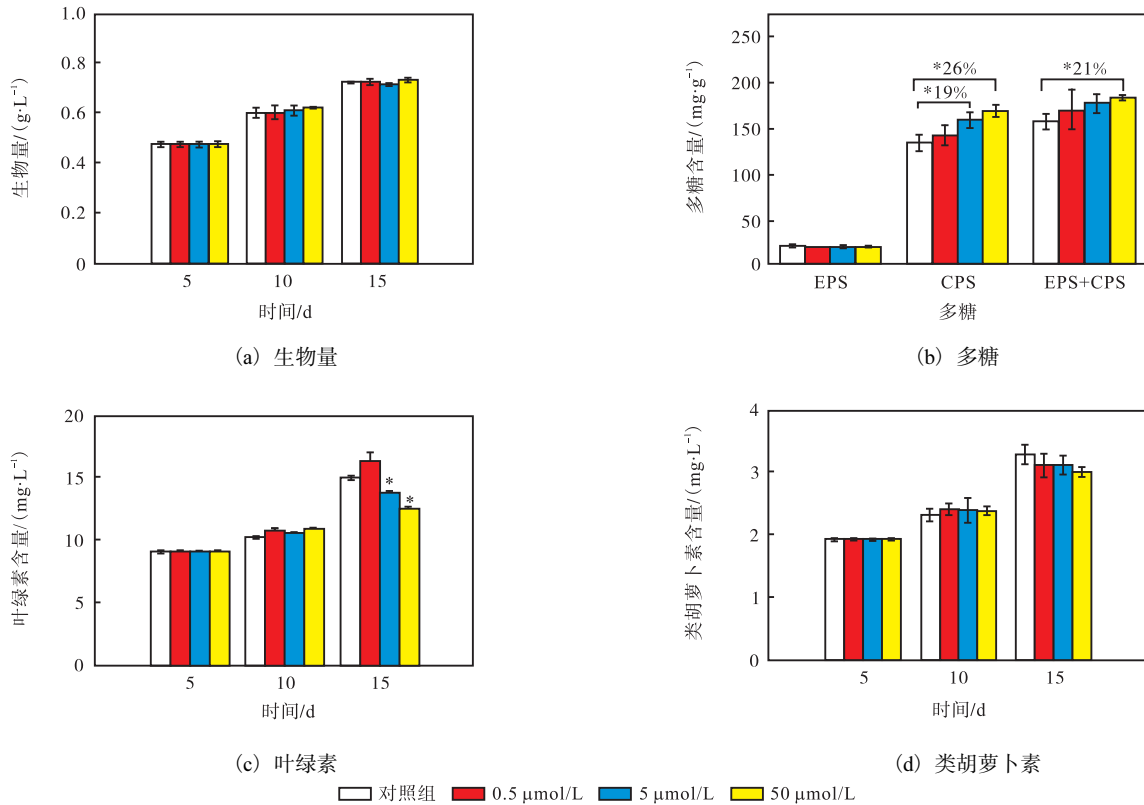 1.0
0.8
0.6
0.4
0.2
0
生物量/(g·L⁻¹)
5 10 15
时间/d
(a) 生物量
250
200
150
100
50
0
多糖含量/(mg·g⁻¹)
*26%
*19%
*21%
EPS CPS EPS+CPS
多糖
(b) 多糖
20
15
10
5
0
叶绿素含量/(mg·L⁻¹)
*
*
5 10 15
时间/d
(c) 叶绿素
4
3
2
1
0
类胡萝卜素含量/(mg·L⁻¹)
5 10 15
时间/d
(d) 类胡萝卜素
对照组 0.5 μmol/L 5 μmol/L 50 μmol/L